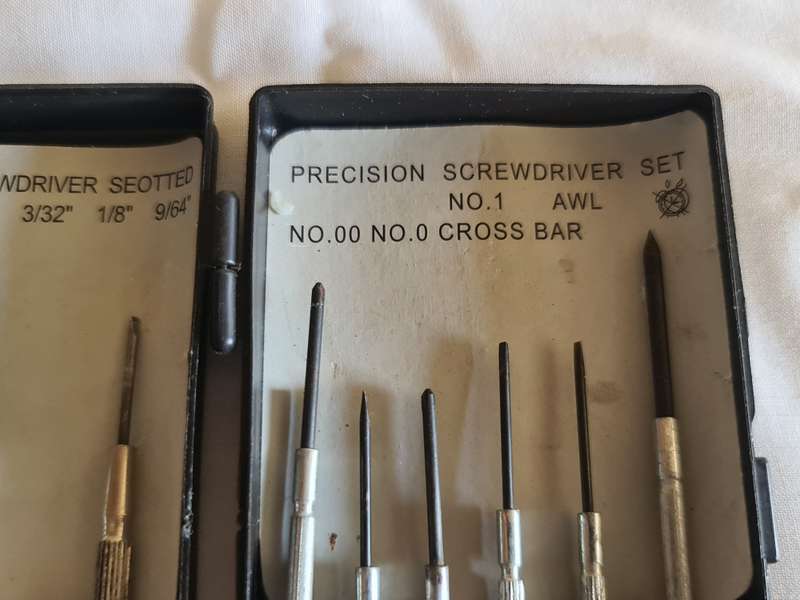 WDRIVER SEOTTED
3/32" 1/8" 9/64"
PRECISION SCREWDRIVER SET
NO.1 AWL
NO.00 NO.0 CROSS BAR